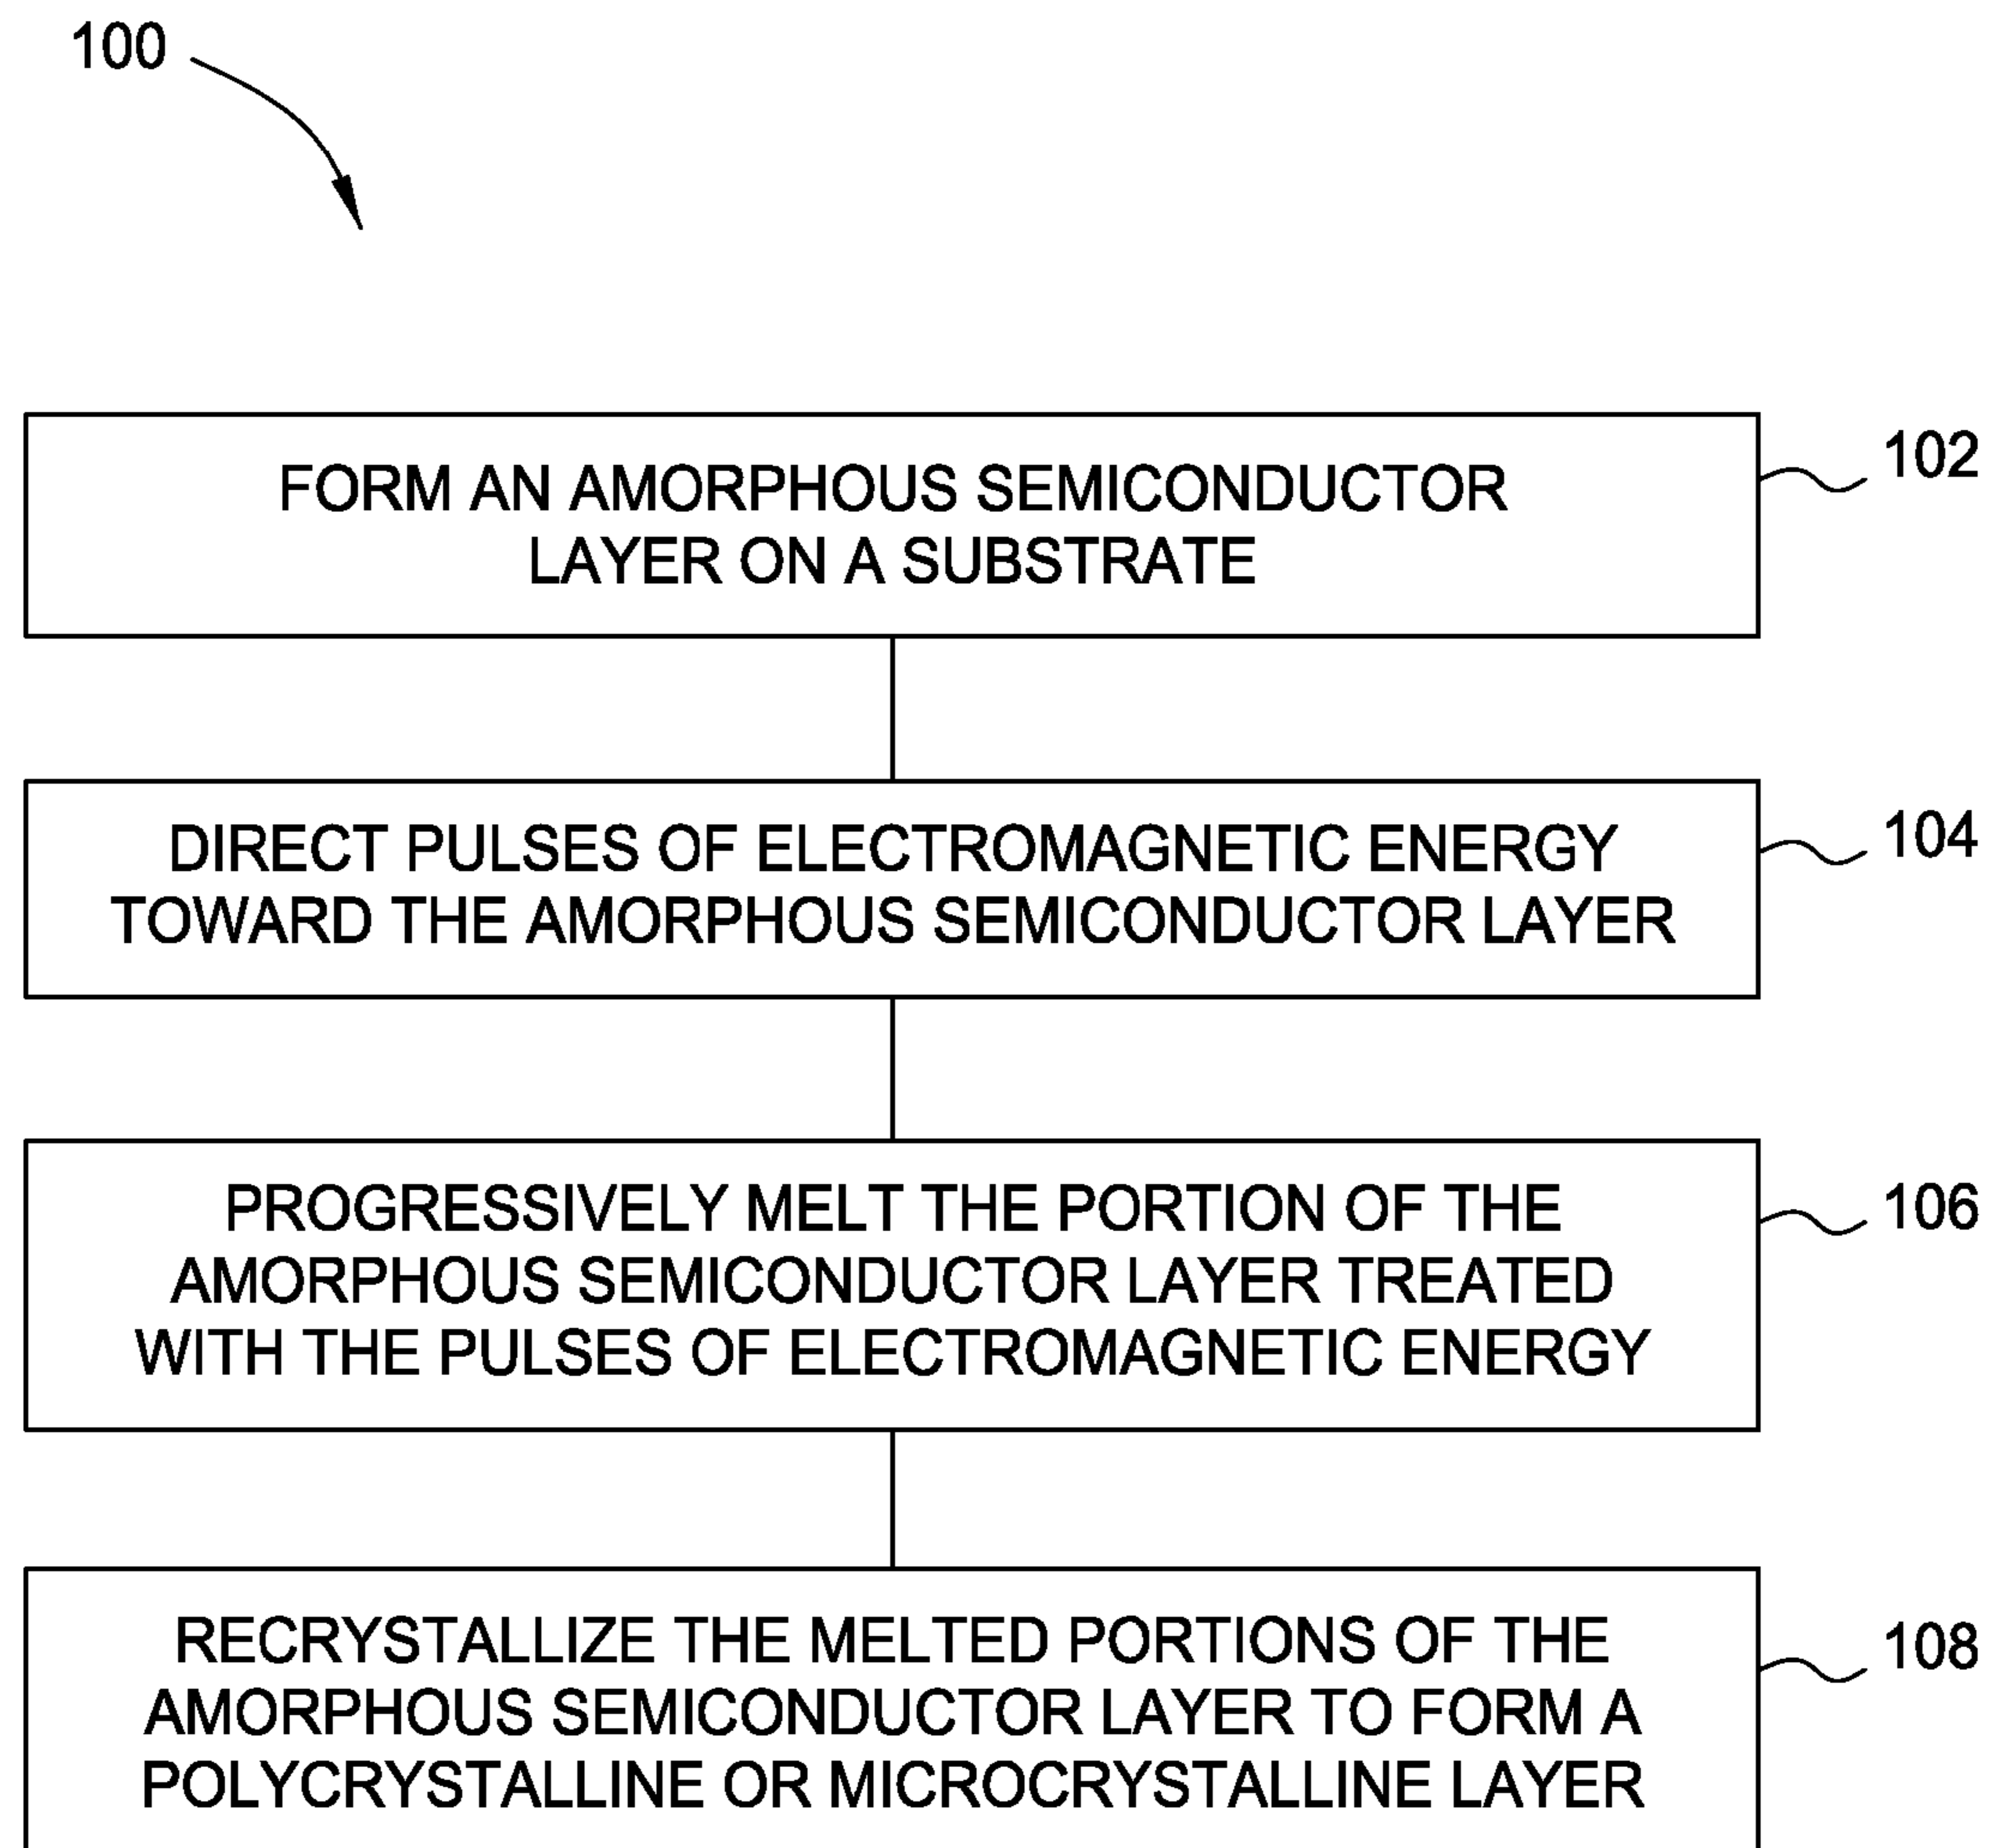 100
FORM AN AMORPHOUS SEMICONDUCTOR
LAYER ON A SUBSTRATE
102
DIRECT PULSES OF ELECTROMAGNETIC ENERGY
TOWARD THE AMORPHOUS SEMICONDUCTOR LAYER
104
PROGRESSIVELY MELT THE PORTION OF THE
AMORPHOUS SEMICONDUCTOR LAYER TREATED
WITH THE PULSES OF ELECTROMAGNETIC ENERGY
106
RECRYSTALLIZE THE MELTED PORTIONS OF THE
AMORPHOUS SEMICONDUCTOR LAYER TO FORM A
POLYCRYSTALLINE OR MICROCRYSTALLINE LAYER
108